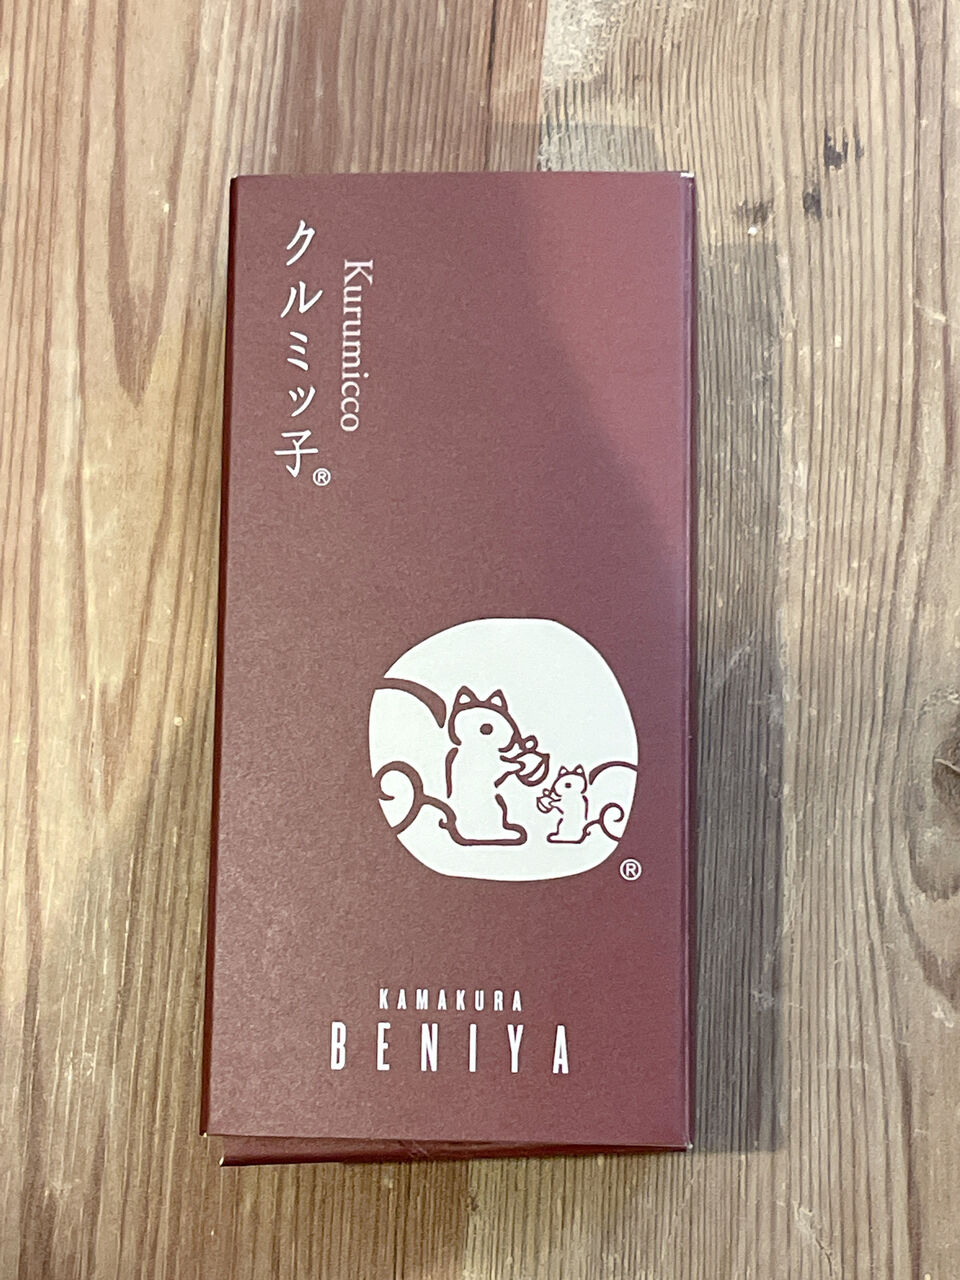 クルミッ子®
Kurumicco
®
KAMAKURA
BENIYA